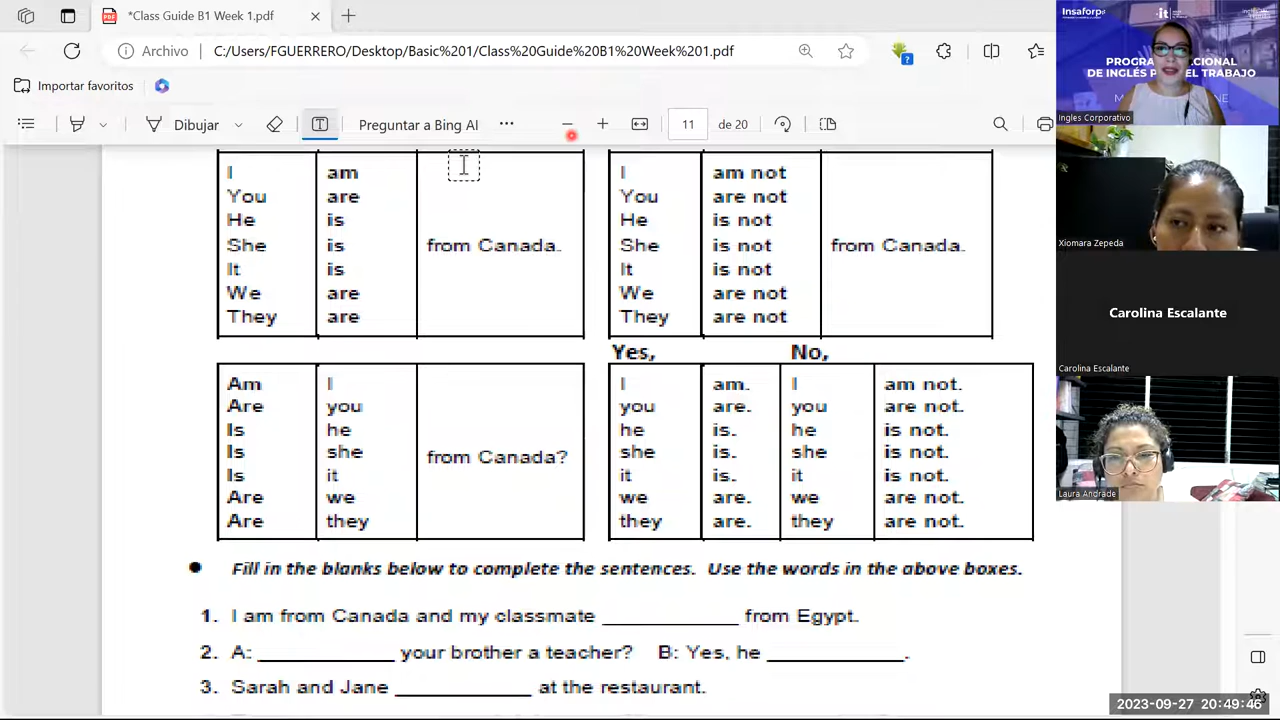 *Class Guide B1 Week 1.pdf
Archivo
C:/Users/FGUERRERO/Desktop/Basic%201/Class%20Guide%20B1%20Week%201.pdf
Importar favoritos
Dibujar
Preguntar a Bing AI
11
de 20
I am
You are
He is
She is
It is
We are
They are
from Canada.
I am not
You are not
He is not
She is not
It is not
We are not
They are not
from Canada.
Yes, No,
Am I
Are you
Is he
Is she
Is it
Are we
Are they
from Canada?
I am. I am not.
you are. you are not.
he is. he is not.
she is. she is not.
it is. it is not.
we are. we are not.
they are. they are not.
Fill in the blanks below to complete the sentences. Use the words in the above boxes.
1. I am from Canada and my classmate ____________ from Egypt.
2. A: ____________ your brother a teacher? B: Yes, he ____________.
3. Sarah and Jane ____________ at the restaurant.
Insaforp
Ingles Corporativo
Xiomara Zepeda
Carolina Escalante
Carolina Escalante
Laura Andrade
2023-09-27 20:49:46